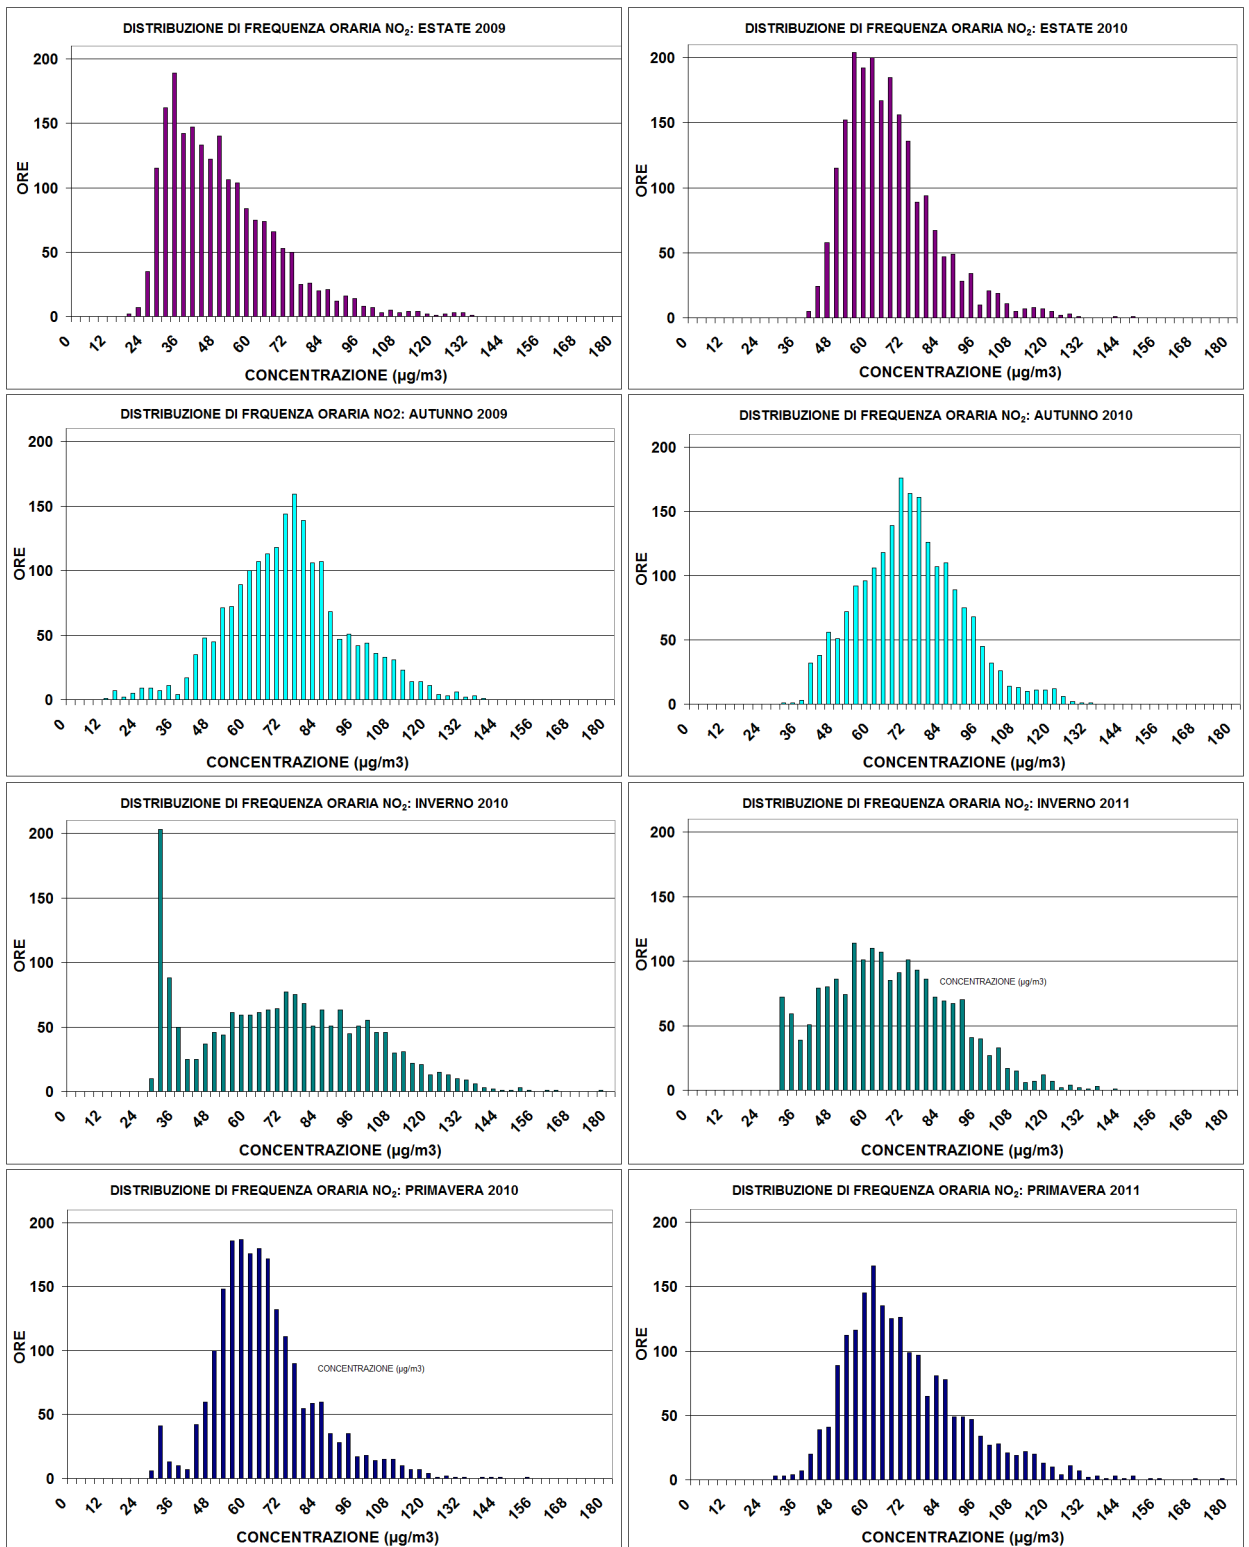 DISTRIBUZIONE DI FREQUENZA ORARIA NO₂: ESTATE 2009
200
150
100
50
0
ORE
0 12 24 36 48 60 72 84 96 108 120 132 144 156 168 180
CONCENTRAZIONE (µg/m3)
DISTRIBUZIONE DI FREQUENZA ORARIA NO₂: ESTATE 2010
200
150
100
50
0
ORE
0 12 24 36 48 60 72 84 96 108 120 132 144 156 168 180
CONCENTRAZIONE (µg/m3)
DISTRIBUZIONE DI FRQUENZA ORARIA NO2: AUTUNNO 2009
200
150
100
50
0
ORE
0 12 24 36 48 60 72 84 96 108 120 132 144 156 168 180
CONCENTRAZIONE (µg/m3)
DISTRIBUZIONE DI FREQUENZA ORARIA NO₂: AUTUNNO 2010
200
150
100
50
0
ORE
0 12 24 36 48 60 72 84 96 108 120 132 144 156 168 180
CONCENTRAZIONE (µg/m3)
DISTRIBUZIONE DI FREQUENZA ORARIA NO₂: INVERNO 2010
200
150
100
50
0
ORE
0 12 24 36 48 60 72 84 96 108 120 132 144 156 168 180
CONCENTRAZIONE (µg/m3)
DISTRIBUZIONE DI FREQUENZA ORARIA NO₂: INVERNO 2011
200
150
100
50
0
ORE
CONCENTRAZIONE (µg/m3)
0 12 24 36 48 60 72 84 96 108 120 132 144 156 168 180
CONCENTRAZIONE (µg/m3)
DISTRIBUZIONE DI FREQUENZA ORARIA NO₂: PRIMAVERA 2010
200
150
100
50
0
ORE
CONCENTRAZIONE (µg/m3)
0 12 24 36 48 60 72 84 96 108 120 132 144 156 168 180
CONCENTRAZIONE (µg/m3)
DISTRIBUZIONE DI FREQUENZA ORARIA NO₂: PRIMAVERA 2011
200
150
100
50
0
ORE
0 12 24 36 48 60 72 84 96 108 120 132 144 156 168 180
CONCENTRAZIONE (µg/m3)